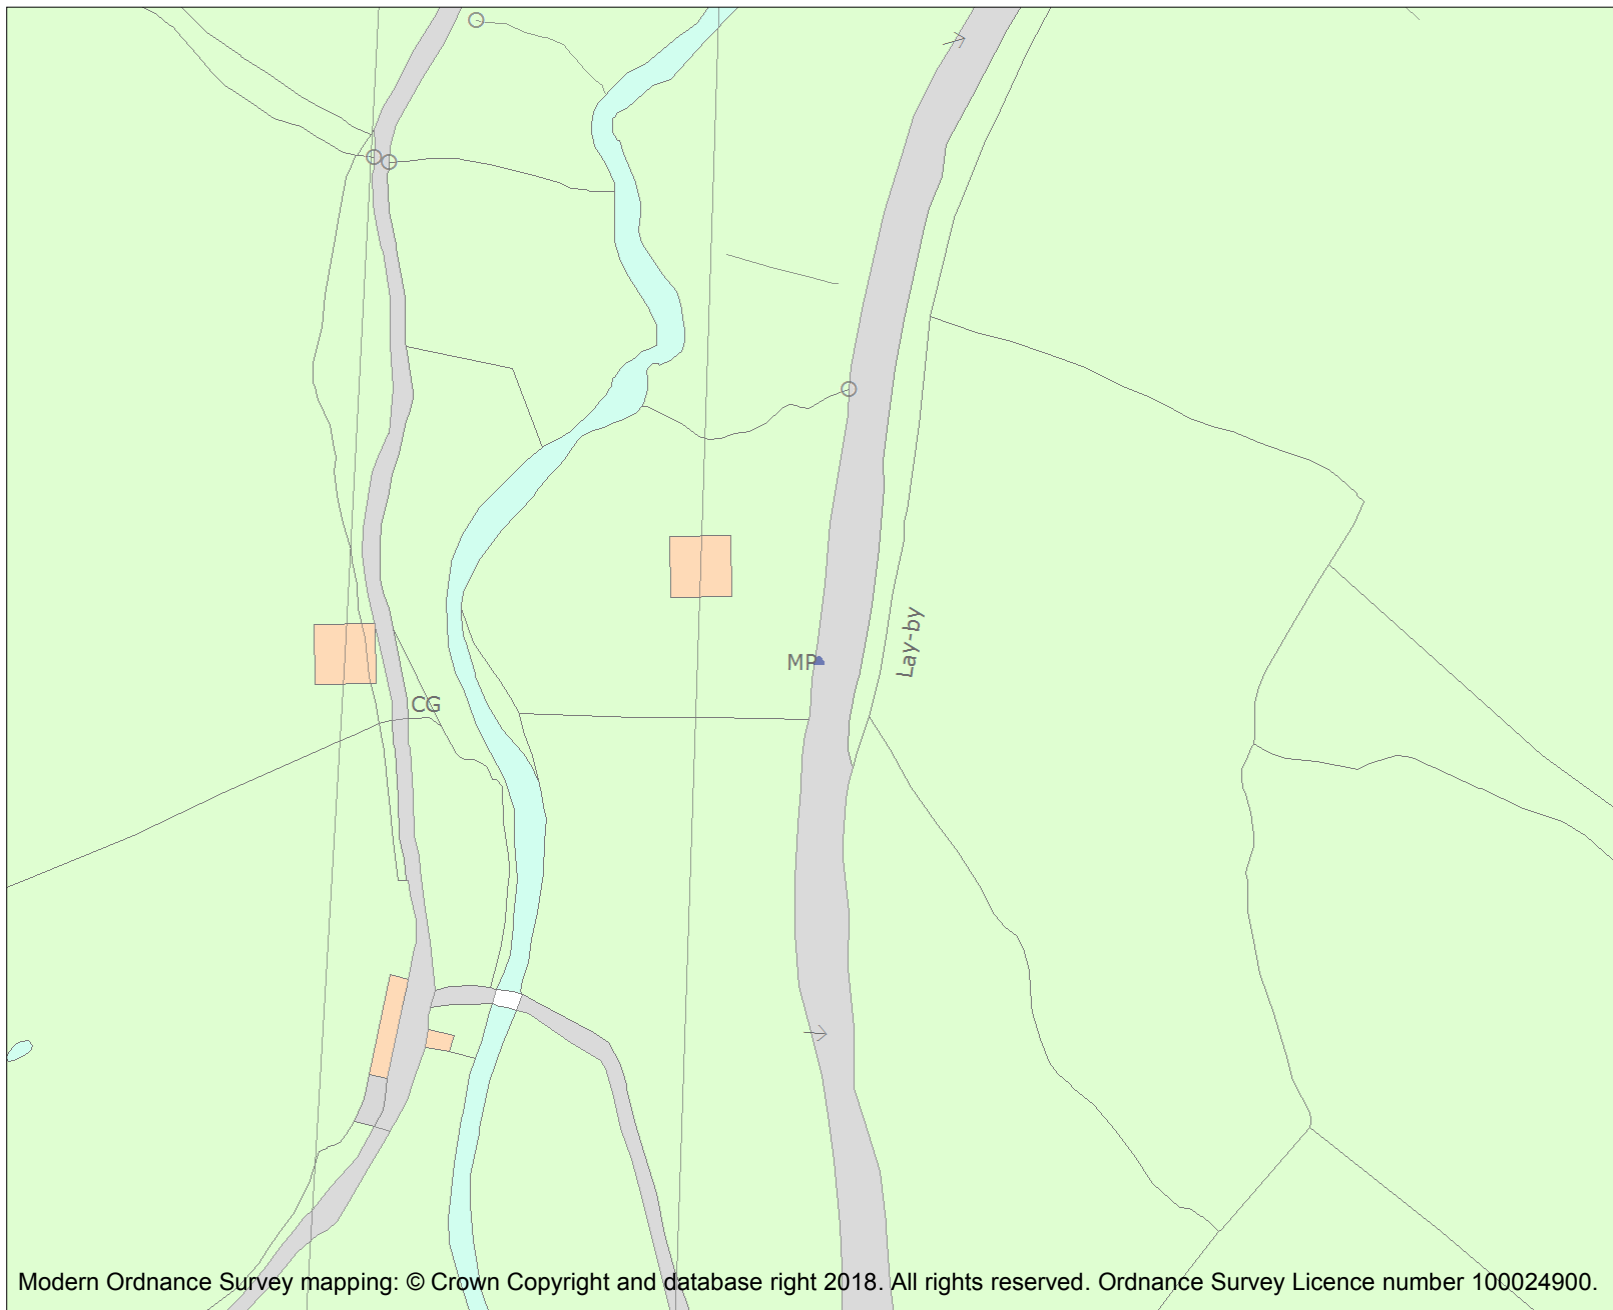 Lay-by
MP
CG
Modern Ordnance Survey mapping: © Crown Copyright and database right 2018. All rights reserved. Ordnance Survey Licence number 100024900.